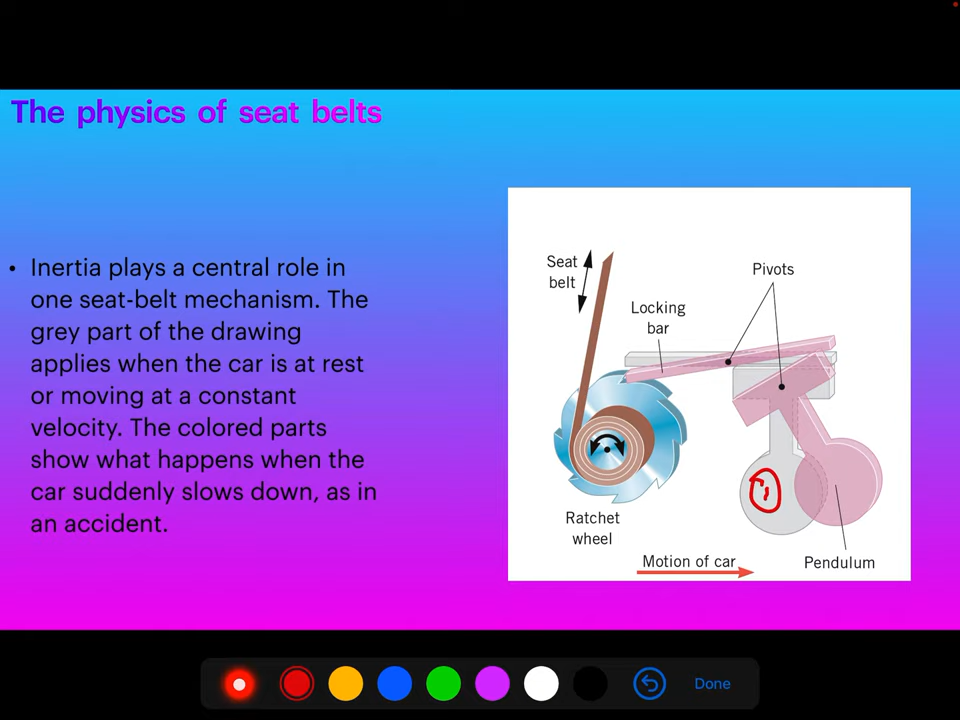 The physics of seat belts
• Inertia plays a central role in
one seat-belt mechanism. The
grey part of the drawing
applies when the car is at rest
or moving at a constant
velocity. The colored parts
show what happens when the
car suddenly slows down, as in
an accident.
Seat
belt
Pivots
Locking
bar
Ratchet
wheel
Motion of car
Pendulum
Done